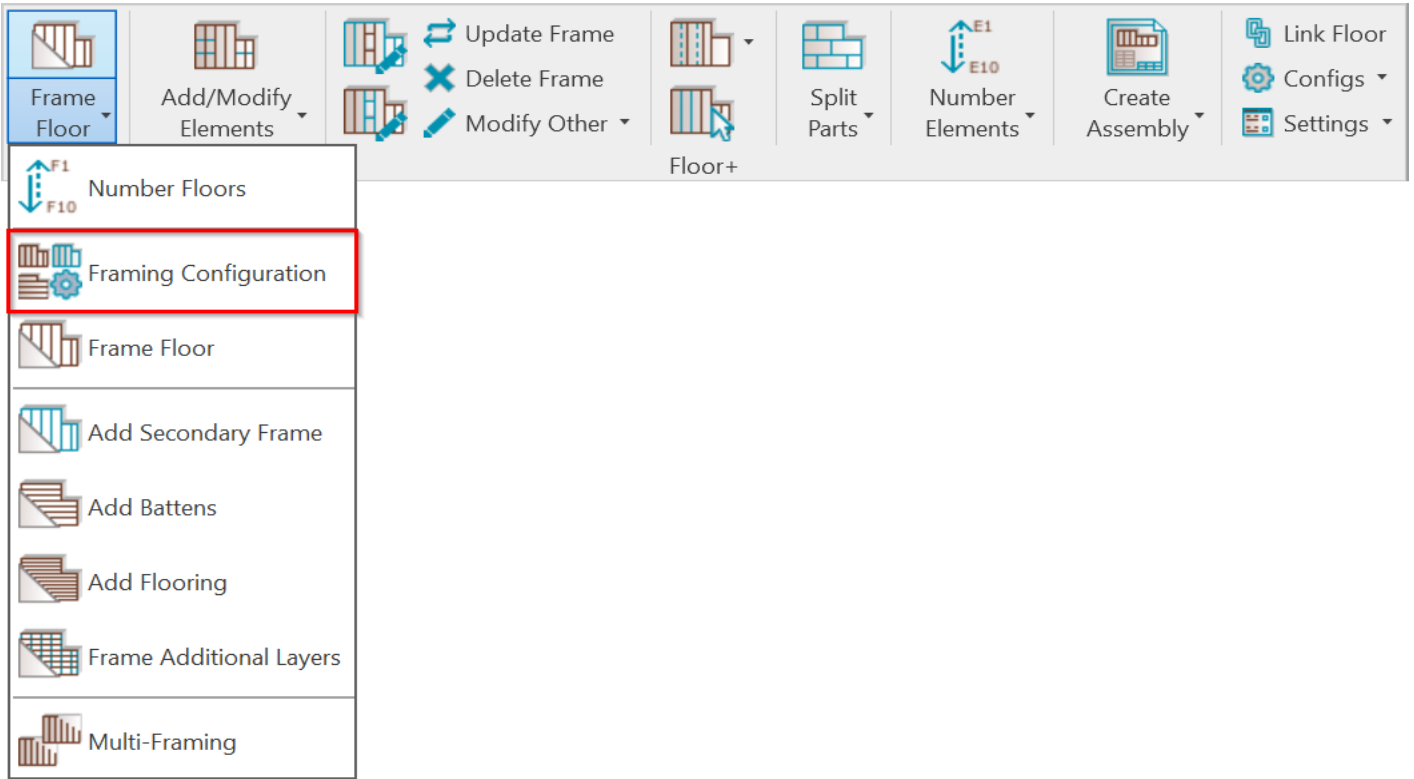 Frame
Floor
Add/Modify
Elements
Update Frame
Delete Frame
Modify Other
Split
Parts
E1
E10
Number
Elements
Create
Assembly
Link Floor
Configs
Settings
Floor+
F1
F10
Number Floors
Framing Configuration
Frame Floor
Add Secondary Frame
Add Battens
Add Flooring
Frame Additional Layers
Multi-Framing